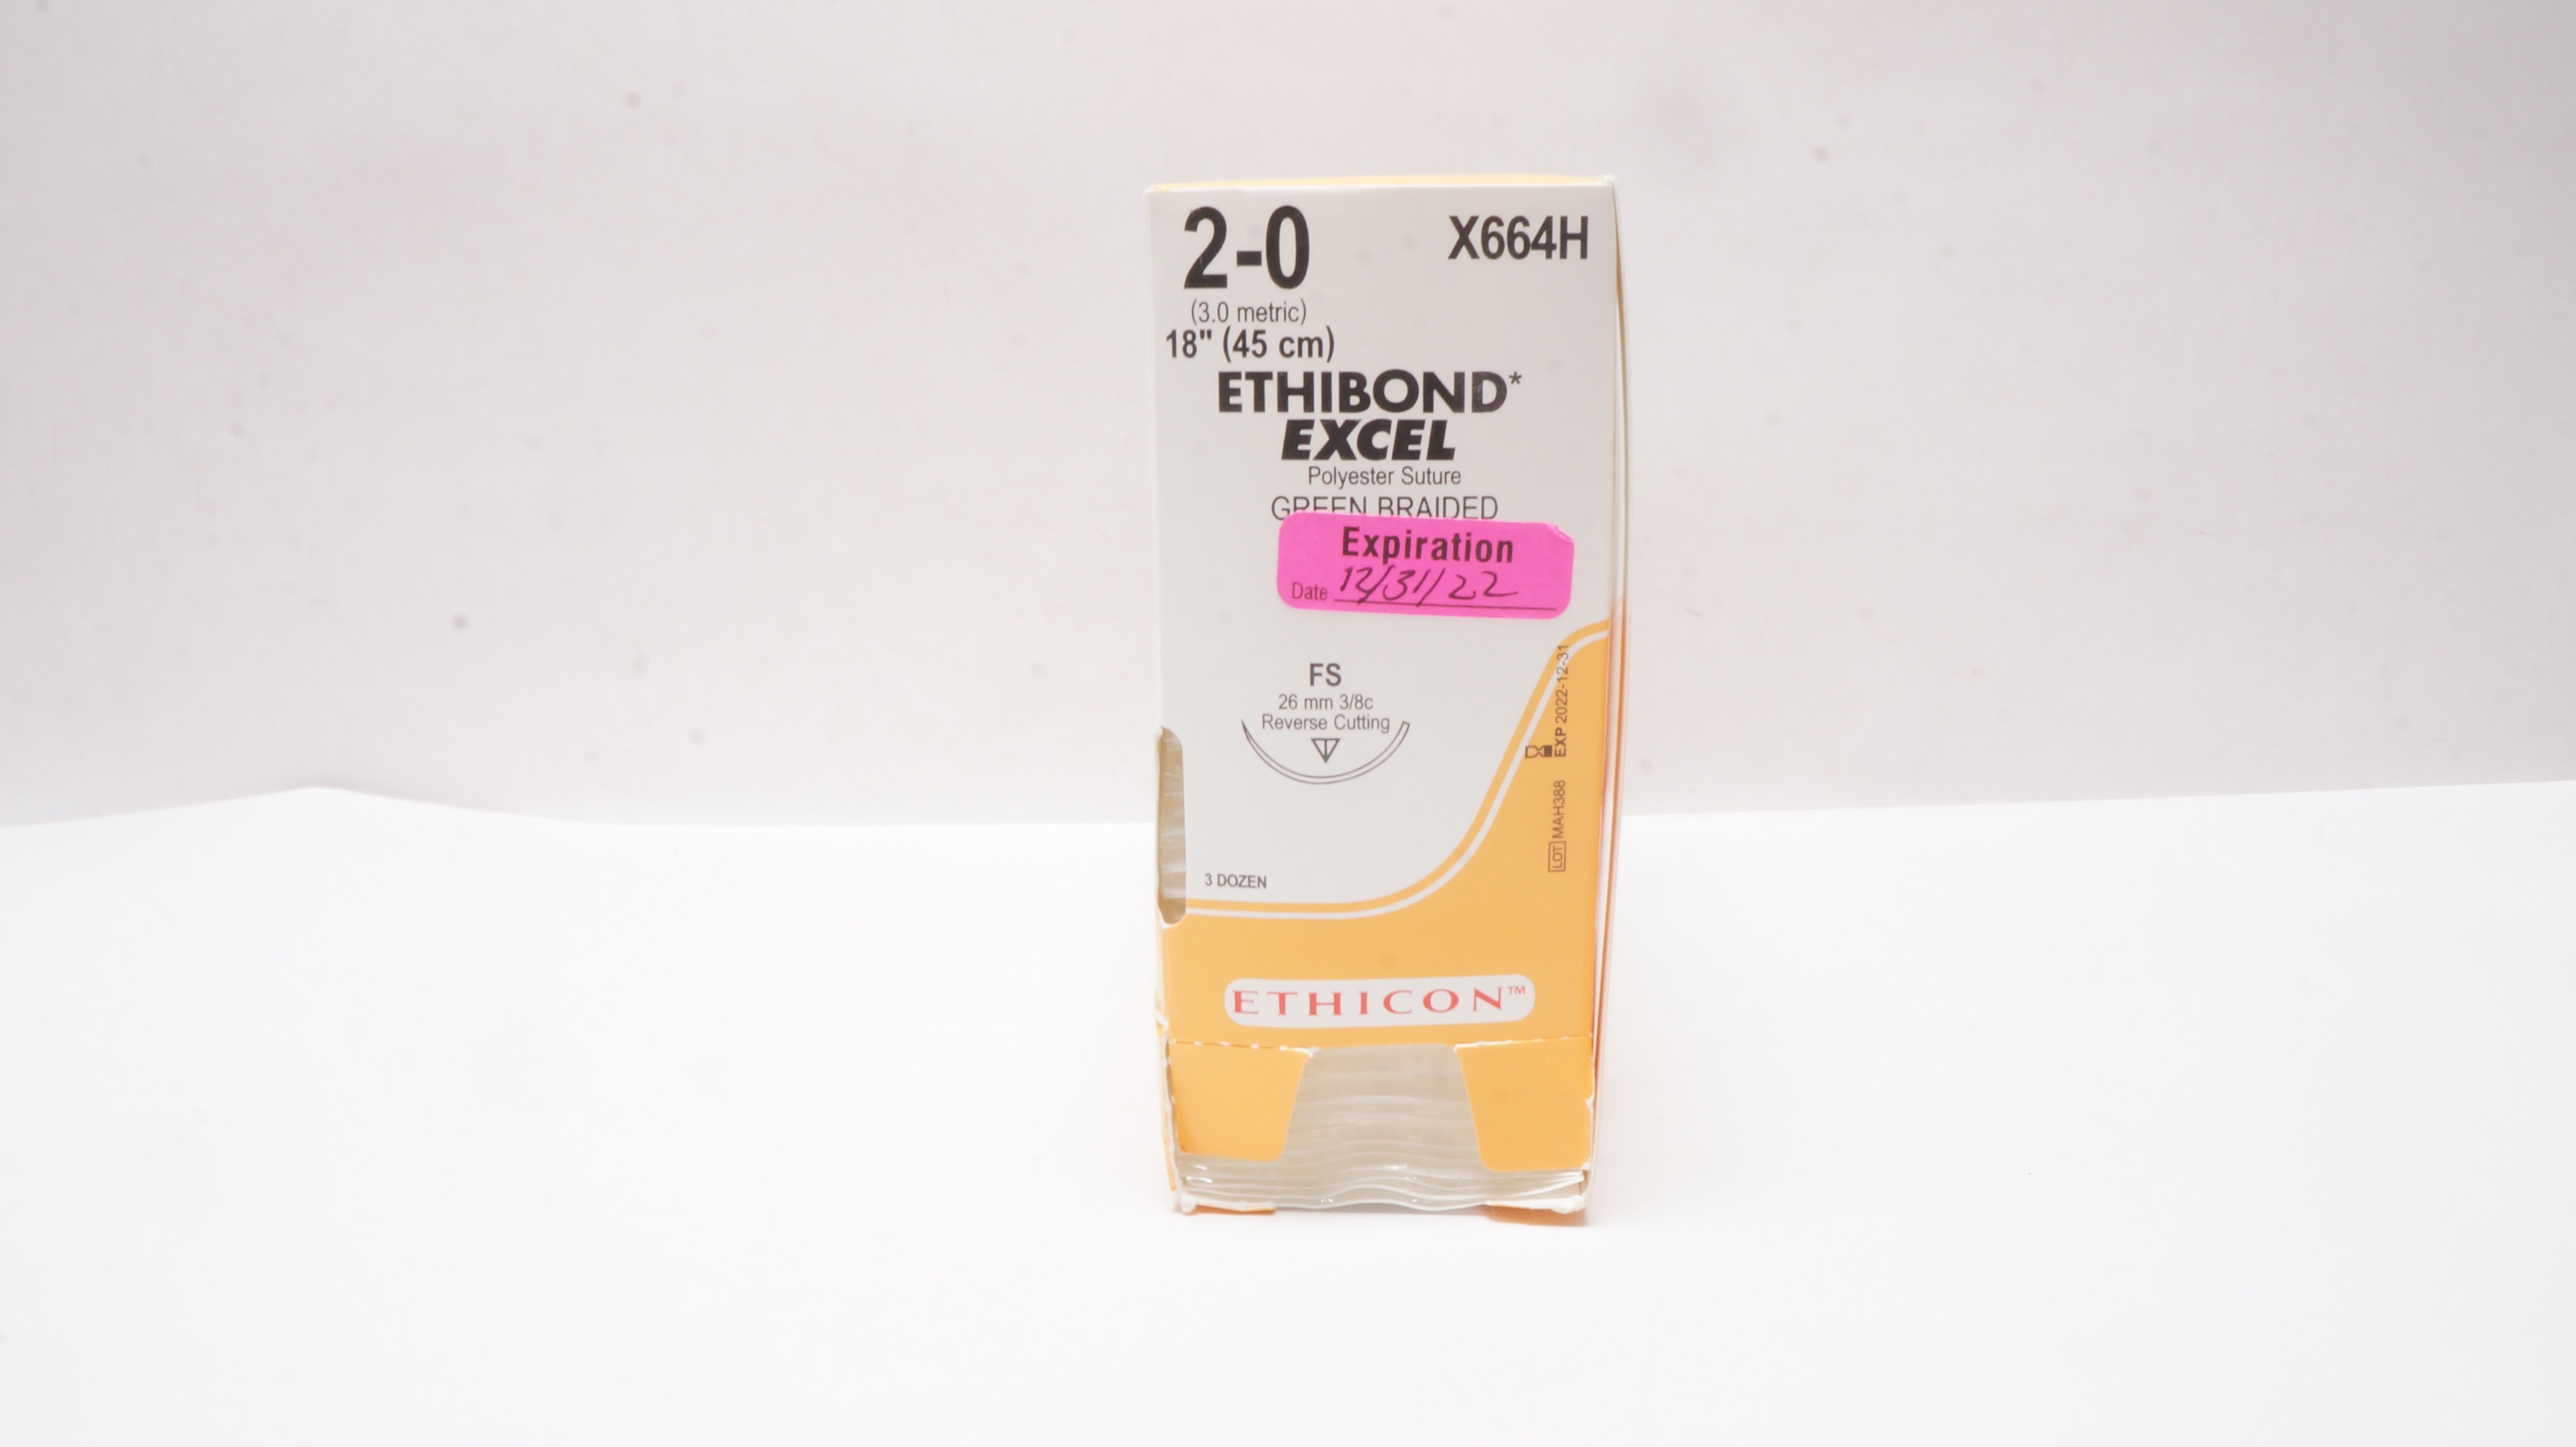 2-0
X664H
(3.0 metric)
18" (45 cm)
ETHIBOND*
EXCEL
Polyester Suture
GREEN BRAIDED
Expiration
Date 12/31/22
FS
26 mm 3/8c
Reverse Cutting
EXP 2022-12-31
LOT MAH388
3 DOZEN
ETHICON™